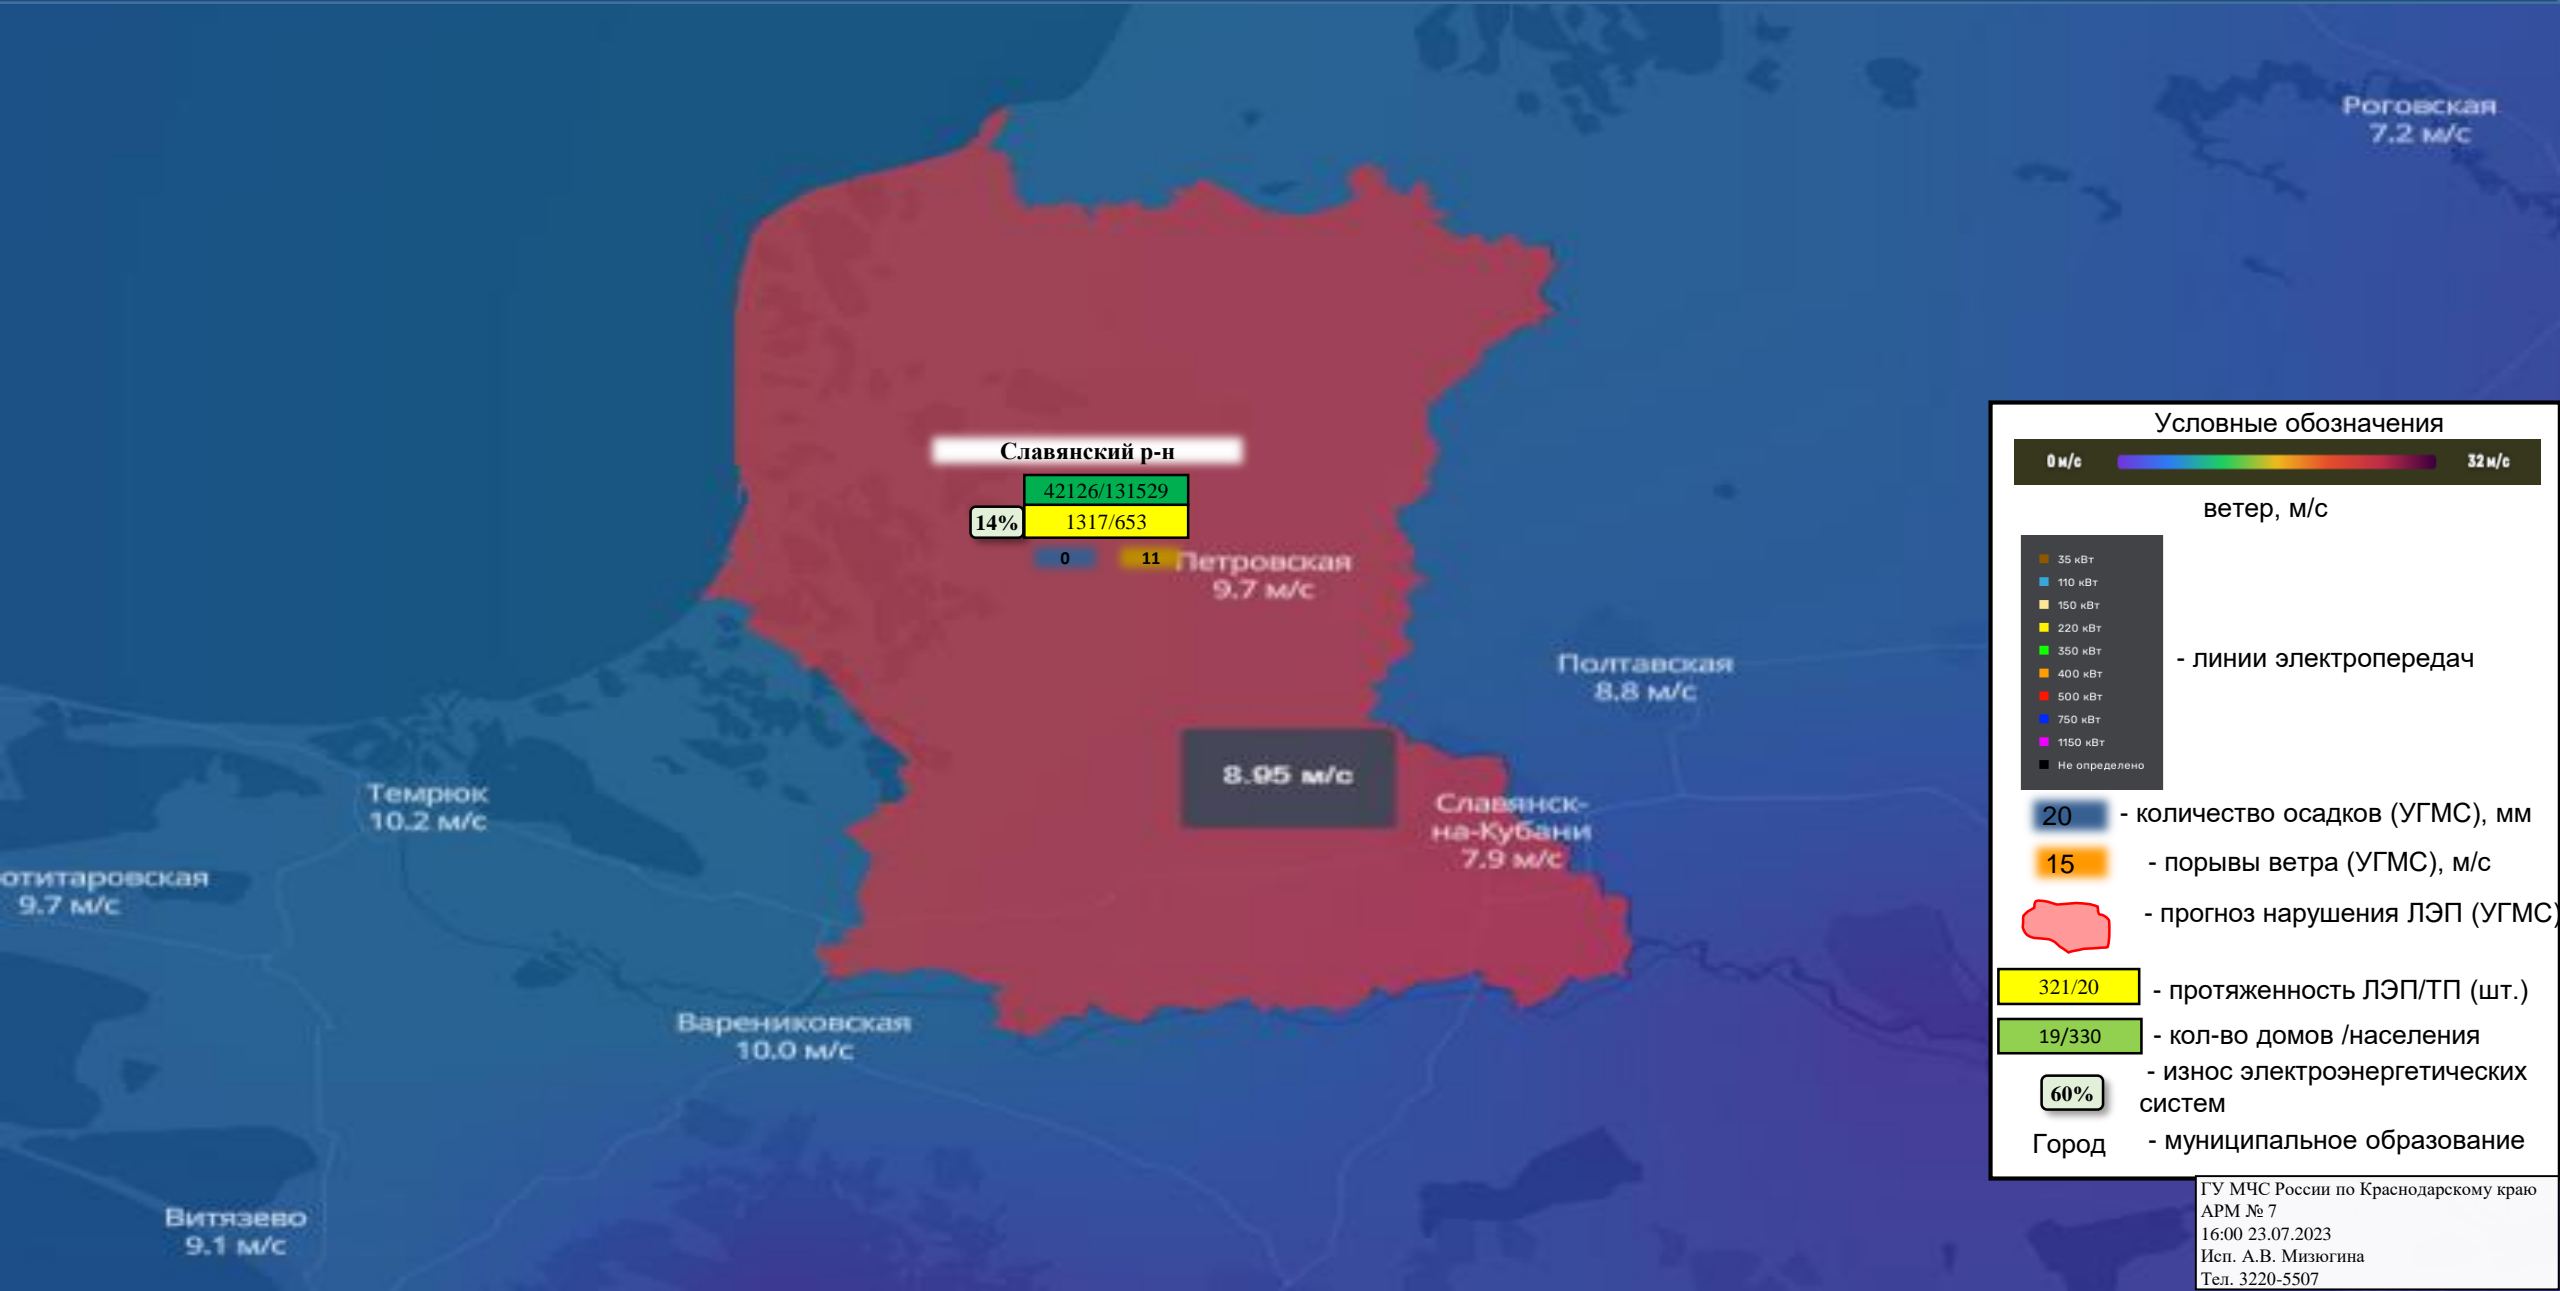 Роговская
7.2 м/с
Славянский р-н
42126/131529
14%
1317/653
0
11
Петровская
9.7 м/с
Полтавская
8.8 м/с
8.95 м/с
Славянск-
на-Кубани
7.9 м/с
Темрюк
10.2 м/с
отитаровская
9.7 м/с
Варениковская
10.0 м/с
Витязево
9.1 м/с
Условные обозначения
0 м/с
32 м/с
ветер, м/с
35 кВт
110 кВт
150 кВт
220 кВт
350 кВт
400 кВт
500 кВт
750 кВт
1150 кВт
Не определено
- линии электропередач
20 - количество осадков (УГМС), мм
15 - порывы ветра (УГМС), м/с
- прогноз нарушения ЛЭП (УГМС)
321/20 - протяженность ЛЭП/ТП (шт.)
19/330 - кол-во домов /населения
60% - износ электроэнергетических
систем
Город - муниципальное образование
ГУ МЧС России по Краснодарскому краю
АРМ № 7
16:00 23.07.2023
Исп. А.В. Мизюгина
Тел. 3220-5507